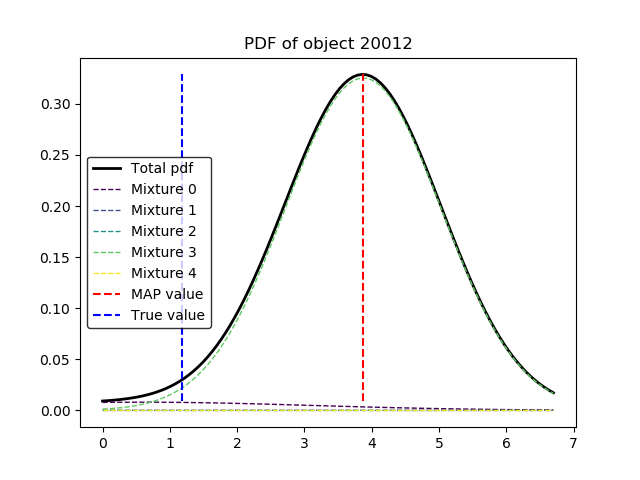 PDF of object 20012
0.30
0.25
0.20
0.15
0.10
0.05
0.00
Total pdf
Mixture 0
Mixture 1
Mixture 2
Mixture 3
Mixture 4
MAP value
True value
0 1 2 3 4 5 6 7